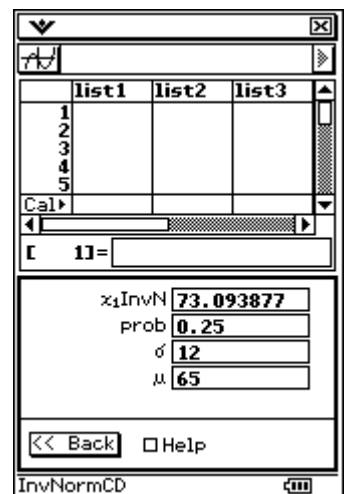 list1 list2 list3
1
2
3
4
5
Cal▸
[ 1]=
x₁InvN 73.093877
prob 0.25
σ 12
μ 65
<< Back Help
InvNormCD